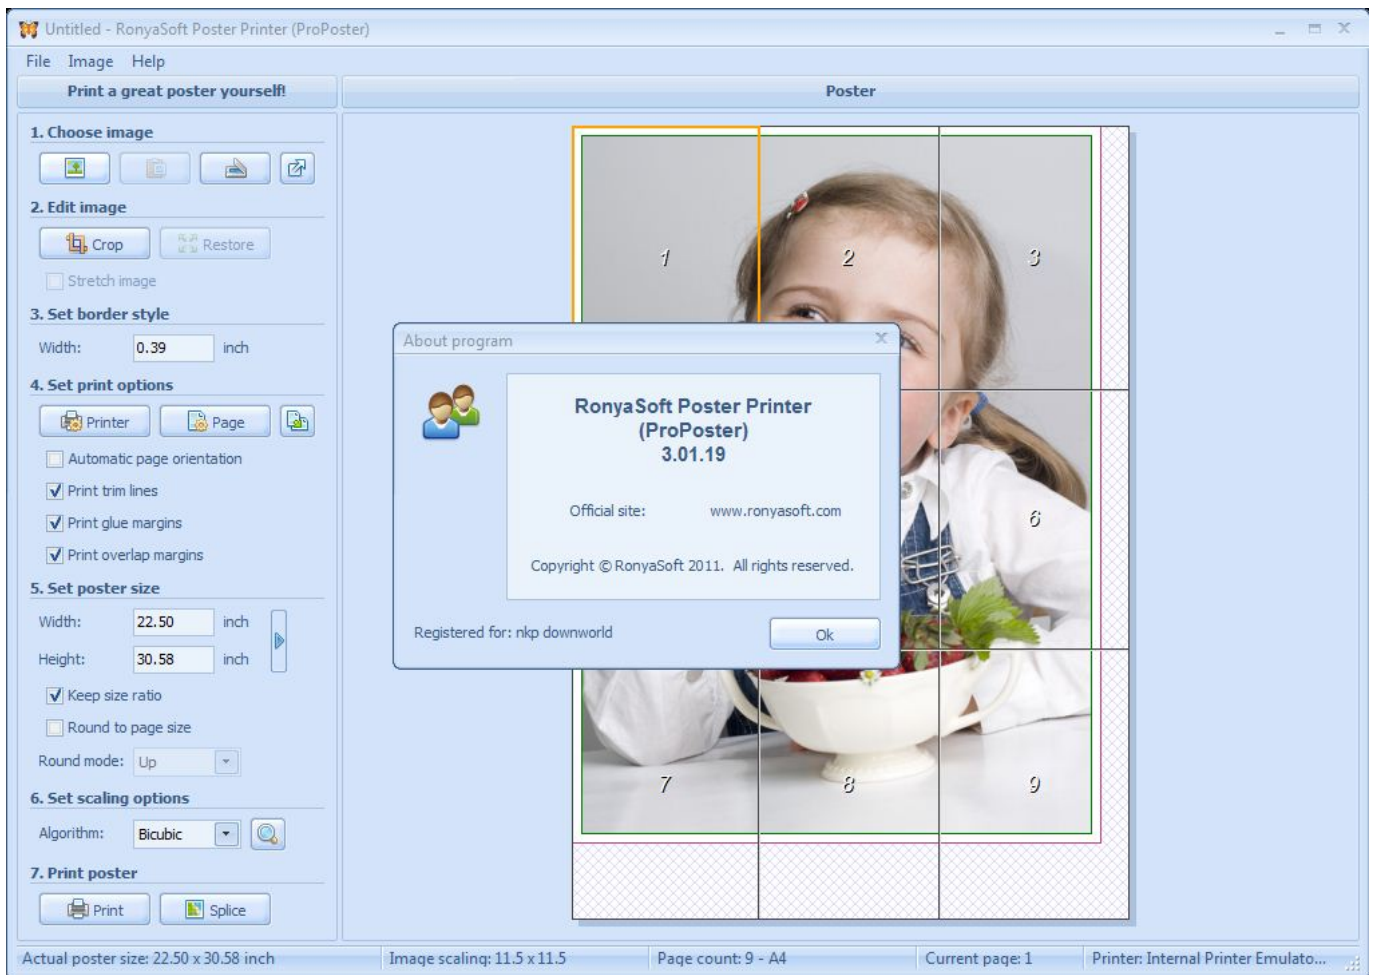 Untitled - RonyaSoft Poster Printer (ProPoster)
File Image Help
Print a great poster yourself!
Poster
1. Choose image
2. Edit image
Crop
Restore
Stretch image
3. Set border style
Width: 0.39 inch
4. Set print options
Printer
Page
Automatic page orientation
Print trim lines
Print glue margins
Print overlap margins
5. Set poster size
Width: 22.50 inch
Height: 30.58 inch
Keep size ratio
Round to page size
Round mode: Up
6. Set scaling options
Algorithm: Bicubic
7. Print poster
Print
Splice
1 2 3
6
7 8 9
About program
RonyaSoft Poster Printer
(ProPoster)
3.01.19
Official site: www.ronyasoft.com
Copyright © RonyaSoft 2011. All rights reserved.
Registered for: nkp downworld
Ok
Actual poster size: 22.50 x 30.58 inch
Image scaling: 11.5 x 11.5
Page count: 9 - A4
Current page: 1
Printer: Internal Printer Emulato...